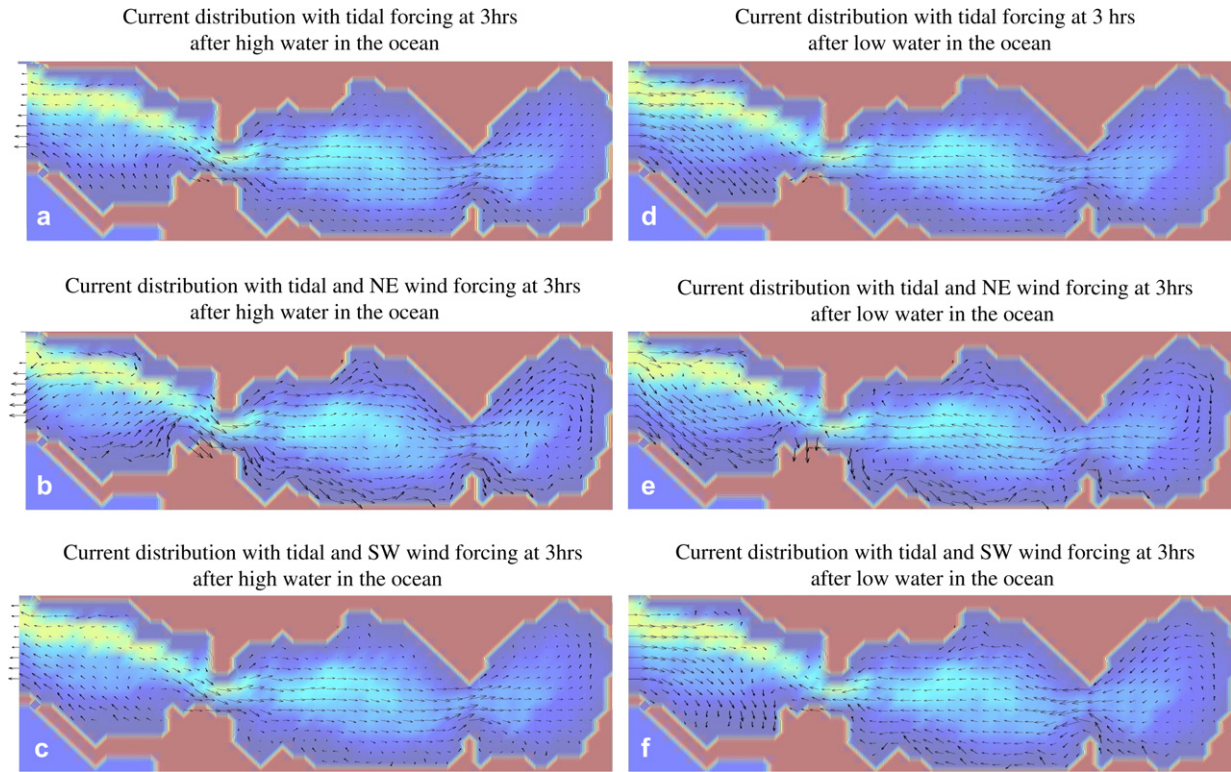 Current distribution with tidal forcing at 3hrs
after high water in the ocean
a
Current distribution with tidal forcing at 3 hrs
after low water in the ocean
d
Current distribution with tidal and NE wind forcing at 3hrs
after high water in the ocean
b
Current distribution with tidal and NE wind forcing at 3hrs
after low water in the ocean
e
Current distribution with tidal and SW wind forcing at 3hrs
after high water in the ocean
c
Current distribution with tidal and SW wind forcing at 3hrs
after low water in the ocean
f